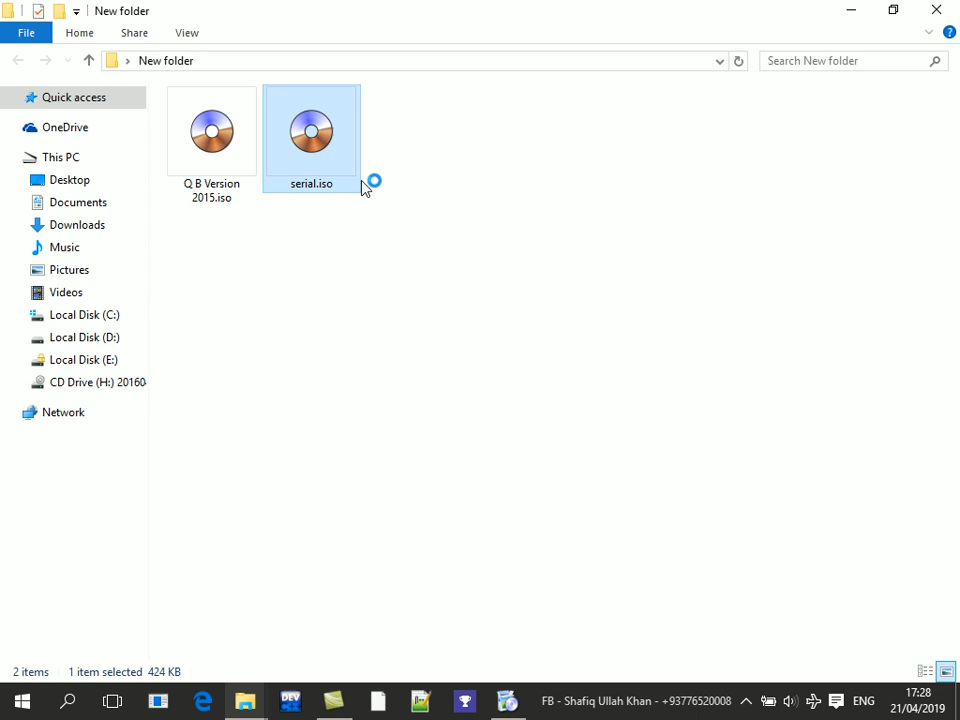 New folder
File
Home
Share
View
New folder
Search New folder
Quick access
OneDrive
This PC
Desktop
Documents
Downloads
Music
Pictures
Videos
Local Disk (C:)
Local Disk (D:)
Local Disk (E:)
CD Drive (H:) 2016
Network
Q B Version
2015.iso
serial.iso
2 items
1 item selected 424 KB
DEV
FB - Shafiq Ullah Khan - +93776520008
ENG
17:28
21/04/2019